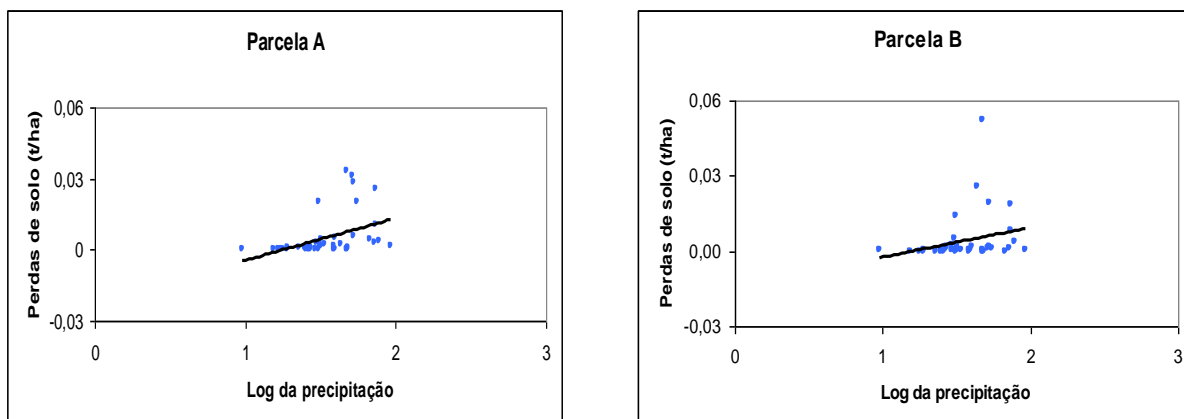 Parcela A
Perdas de solo (t/ha)
0,06
0,03
0
-0,03
0
1
2
3
Log da precipitação
Parcela B
Perdas de solo (t/ha)
0,06
0,03
0,00
-0,03
0
1
2
3
Log da precipitação